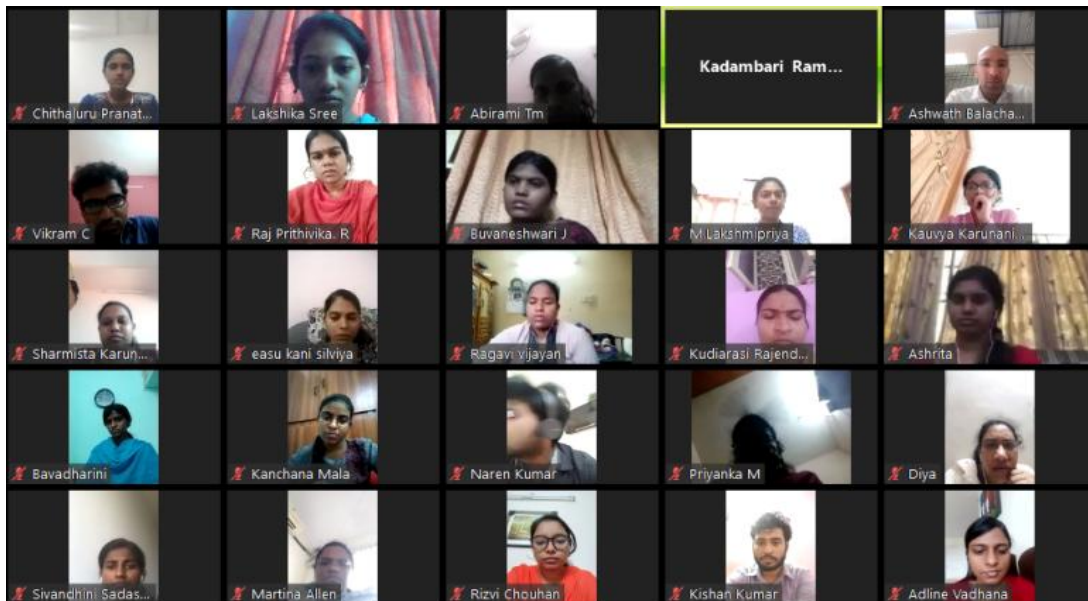 Chithaluru Pranat...
Lakshika Sree
Abirami Tm
Kadambari Ram...
Ashwath Balacha...
Vikram C
Raj Prithivika. R
Buvaneshwari J
M.Lakshmipriya
Kauvya Karunani...
Sharmista Karun...
easu kani silviya
Ragavi vijayan
Kudiarasi Rajend...
Ashrita
Bavadharini
Kanchana Mala
Naren Kumar
Priyanka M
Diya
Sivandhini Sadas...
Martina Allen
Rizvi Chouhan
Kishan Kumar
Adline Vadhana